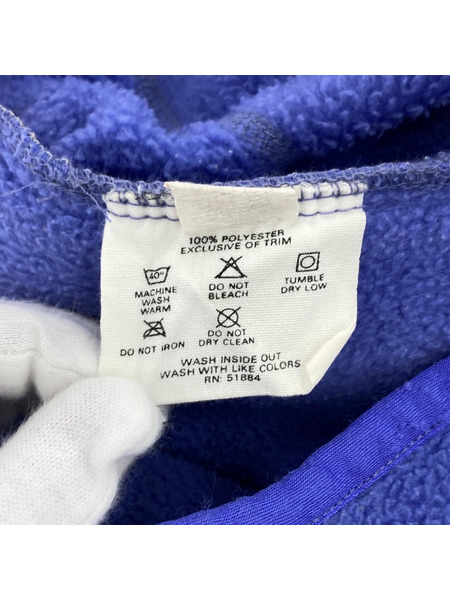 100% POLYESTER
EXCLUSIVE OF TRIM
40°
MACHINE WASH WARM
DO NOT BLEACH
TUMBLE DRY LOW
DO NOT IRON
DO NOT DRY CLEAN
WASH INSIDE OUT
WASH WITH LIKE COLORS
RN: 51884